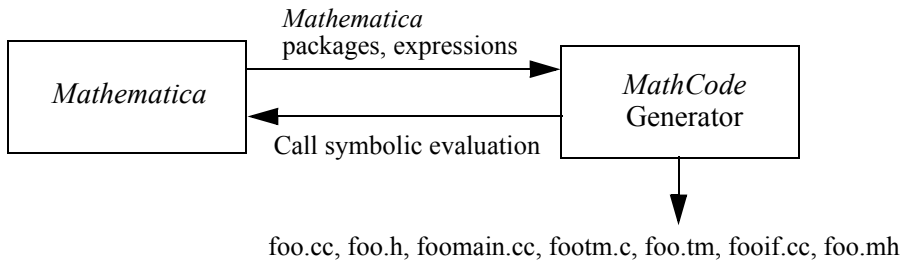 Mathematica
packages, expressions
Mathematica
MathCode
Generator
Call symbolic evaluation
foo.cc, foo.h, foomain.cc, footm.c, foo.tm, fooif.cc, foo.mh